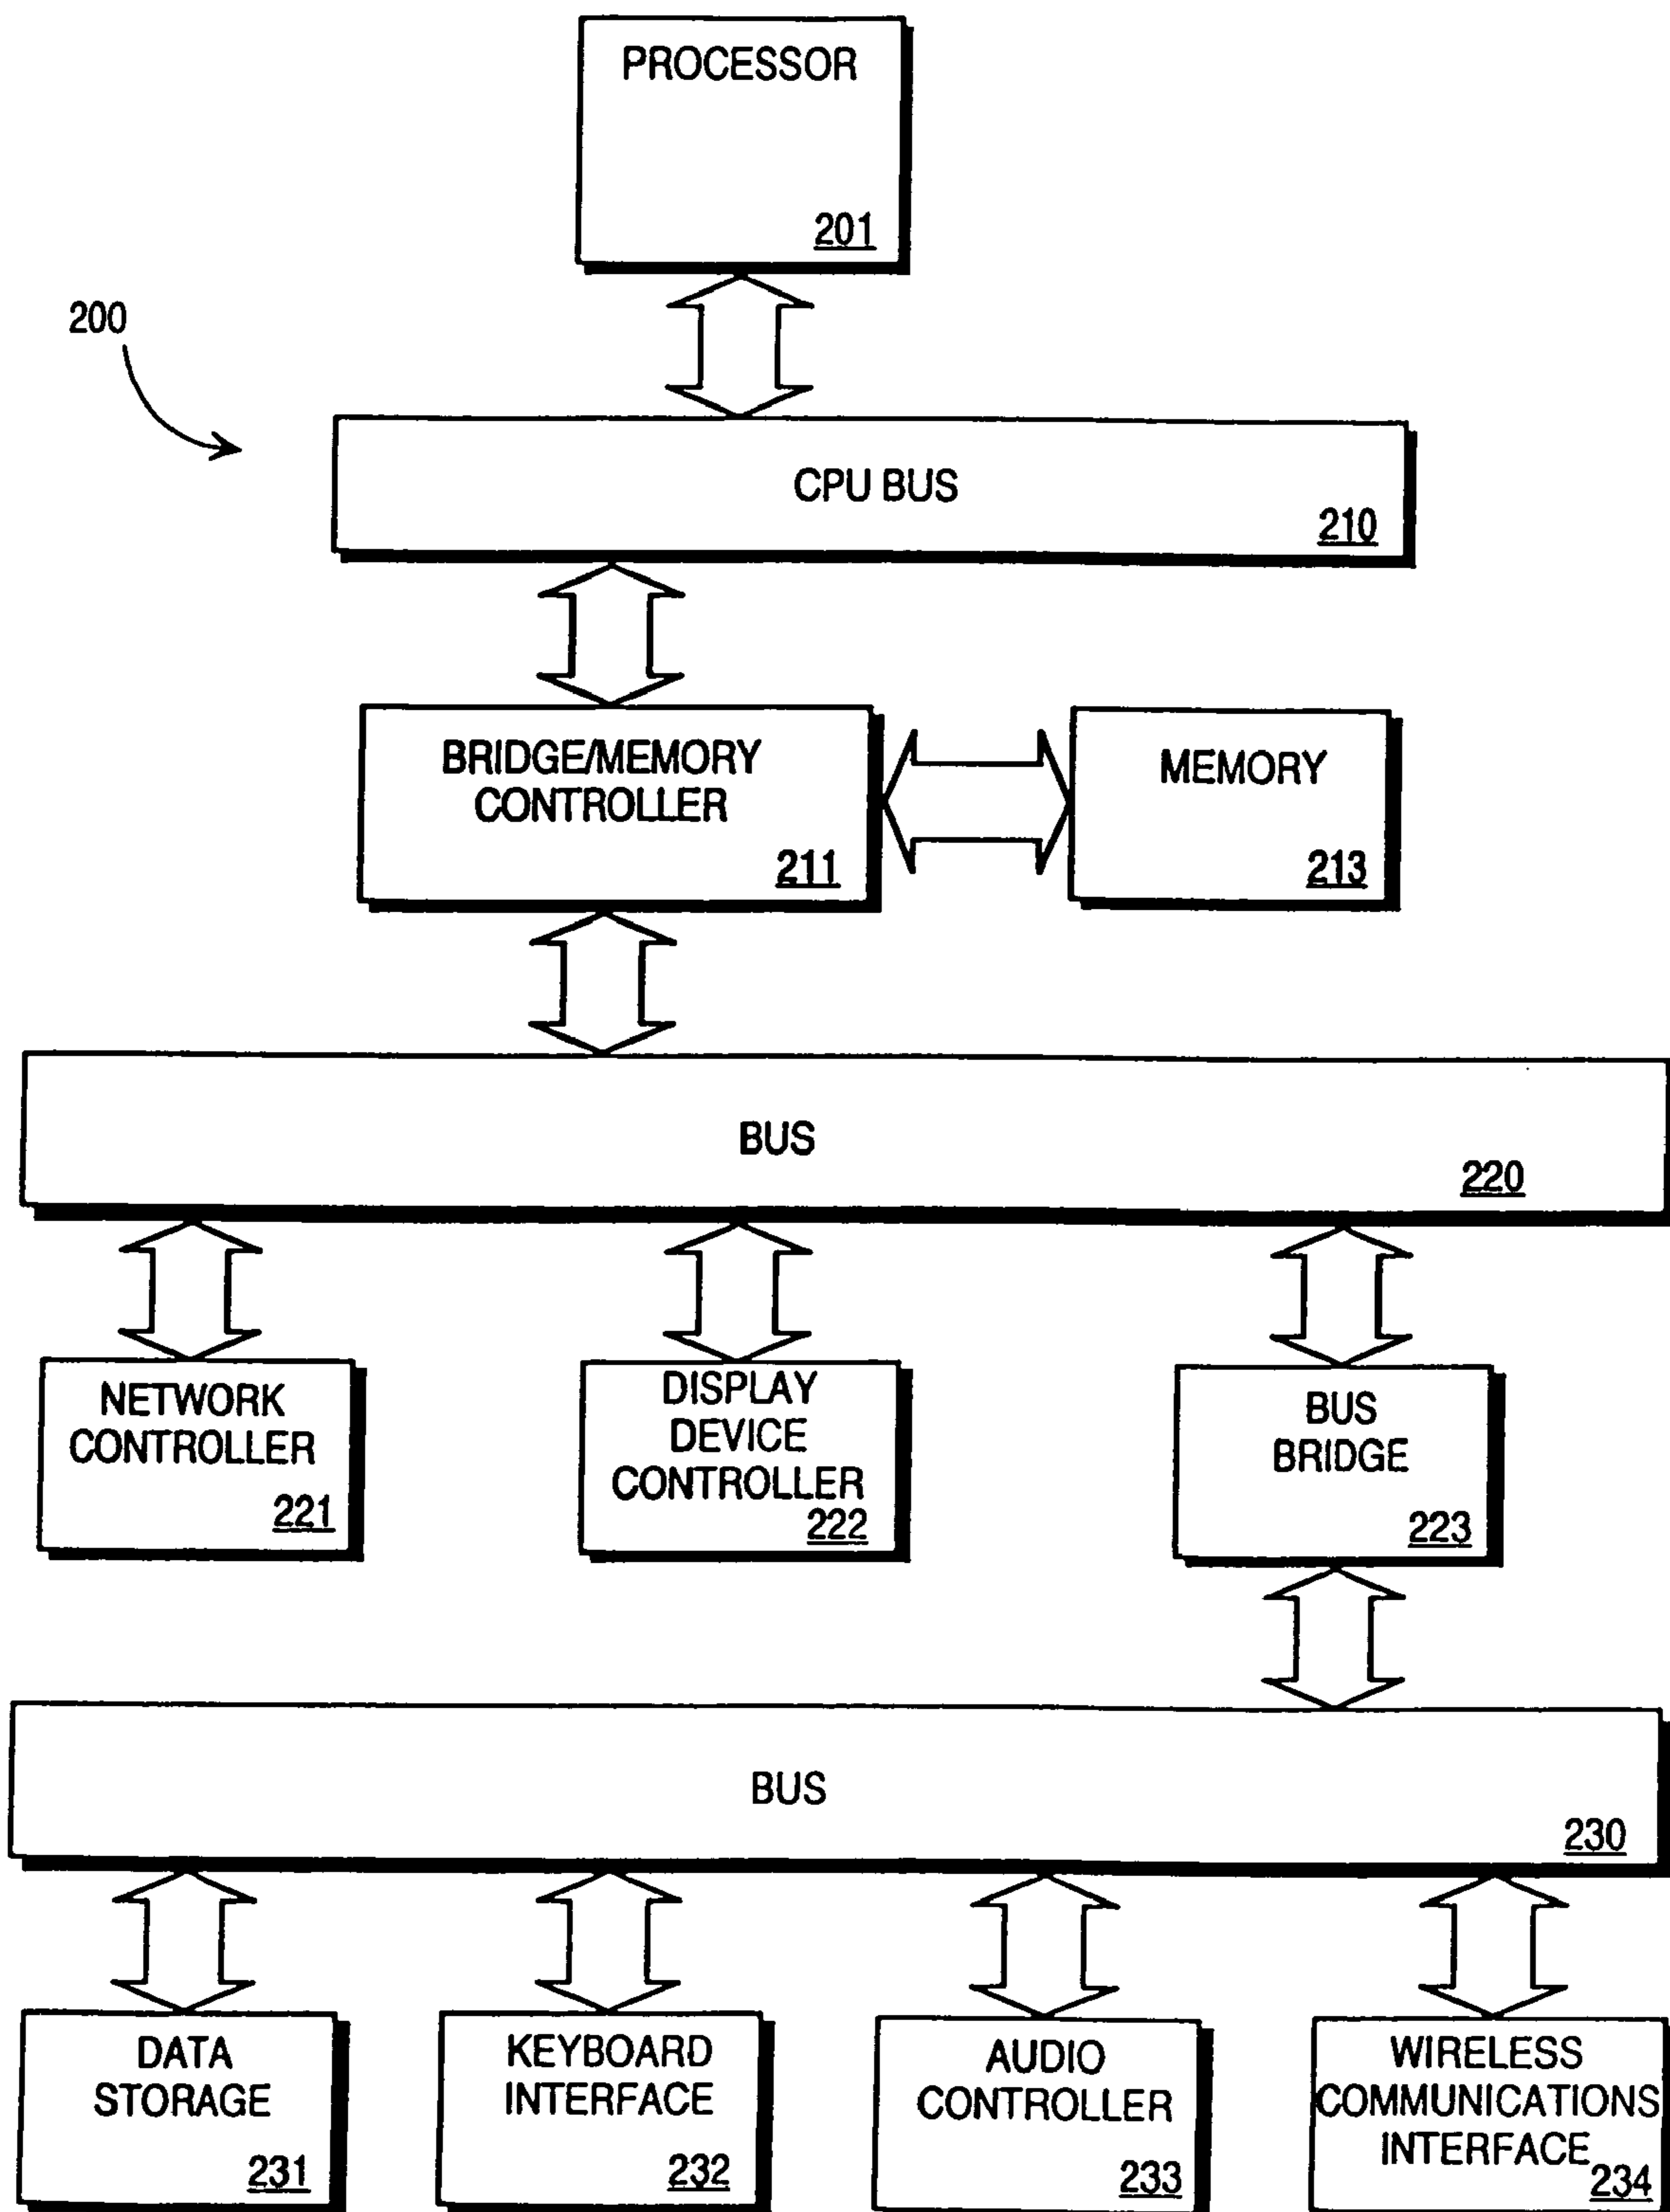 PROCESSOR
201
200
CPU BUS
210
BRIDGE/MEMORY
CONTROLLER
211
MEMORY
213
BUS
220
NETWORK
CONTROLLER
221
DISPLAY
DEVICE
CONTROLLER
222
BUS
BRIDGE
223
BUS
230
DATA
STORAGE
231
KEYBOARD
INTERFACE
232
AUDIO
CONTROLLER
233
WIRELESS
COMMUNICATIONS
INTERFACE
234